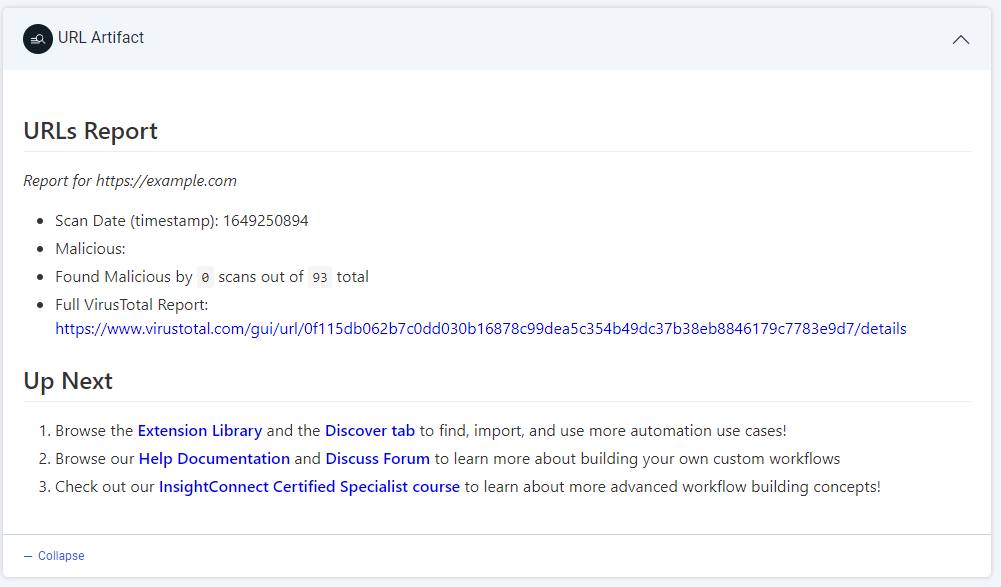 URL Artifact
URLs Report
Report for https://example.com
Scan Date (timestamp): 1649250894
Malicious:
Found Malicious by 0 scans out of 93 total
Full VirusTotal Report:
https://www.virustotal.com/gui/url/0f115db062b7c0dd030b16878c99dea5c354b49dc37b38eb8846179c7783e9d7/details
Up Next
1. Browse the Extension Library and the Discover tab to find, import, and use more automation use cases!
2. Browse our Help Documentation and Discuss Forum to learn more about building your own custom workflows
3. Check out our InsightConnect Certified Specialist course to learn about more advanced workflow building concepts!
Collapse